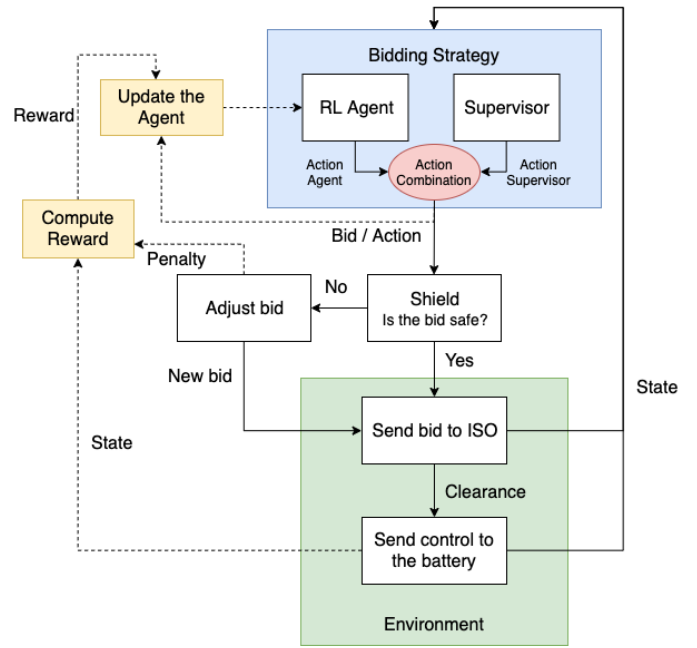 Bidding Strategy
Update the
Agent
RL Agent
Supervisor
Reward
Action
Agent
Action
Combination
Action
Supervisor
Compute
Reward
Bid / Action
Penalty
Adjust bid
No
Shield
Is the bid safe?
Yes
New bid
State
State
Send bid to ISO
Clearance
Send control to
the battery
Environment